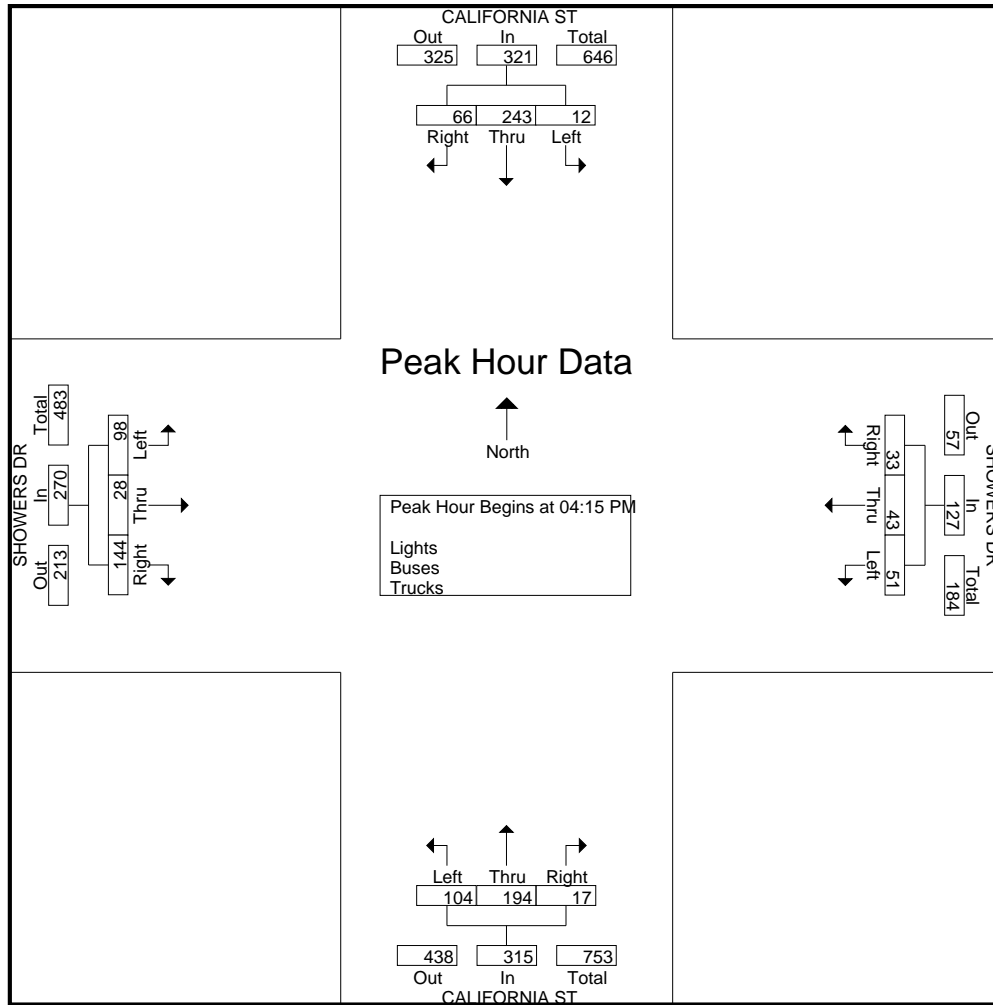 CALIFORNIA ST
Out In Total
325 321 646
66 243 12
Right Thru Left
Peak Hour Data
North
Peak Hour Begins at 04:15 PM
Lights
Buses
Trucks
SHOWERS DR
Total In Out
483 270 213
98 28 144
Left Thru Right
SHOWERS DR
Out In Total
57 127 184
33 43 51
Right Thru Left
Left Thru Right
104 194 17
438 315 753
Out In Total
CALIFORNIA ST